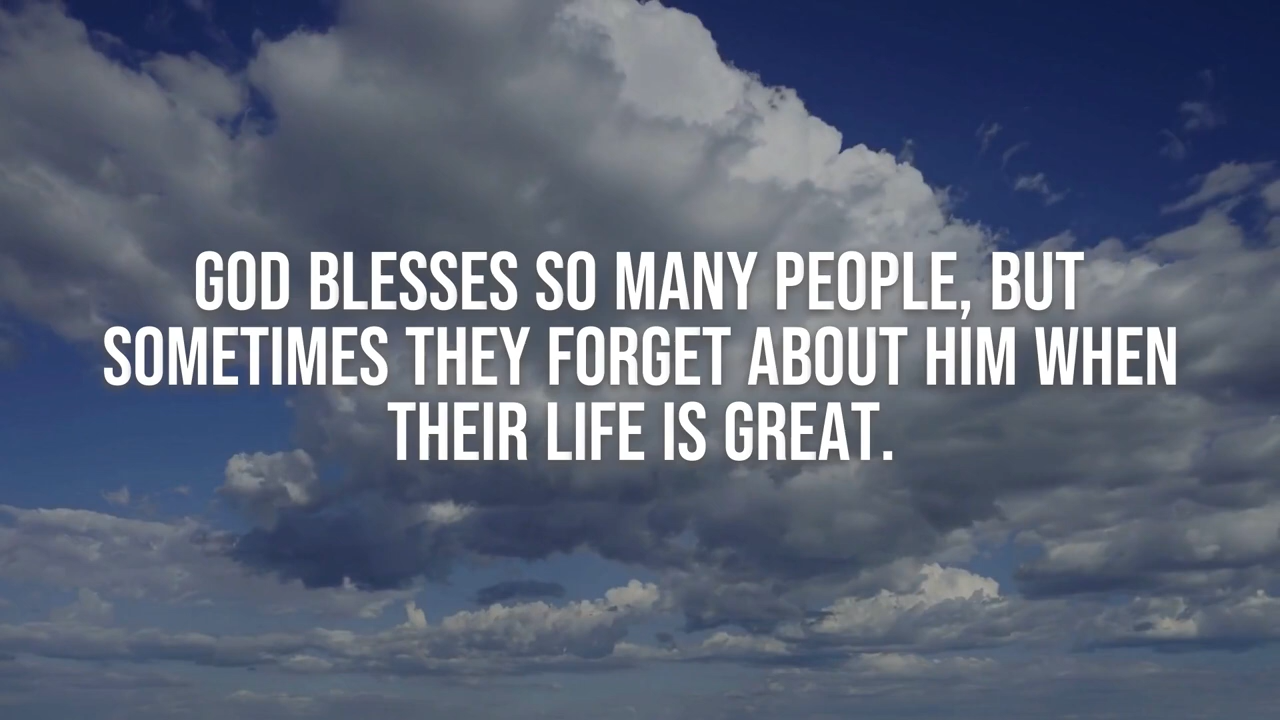 GOD BLESSES SO MANY PEOPLE, BUT
SOMETIMES THEY FORGET ABOUT HIM WHEN
THEIR LIFE IS GREAT.